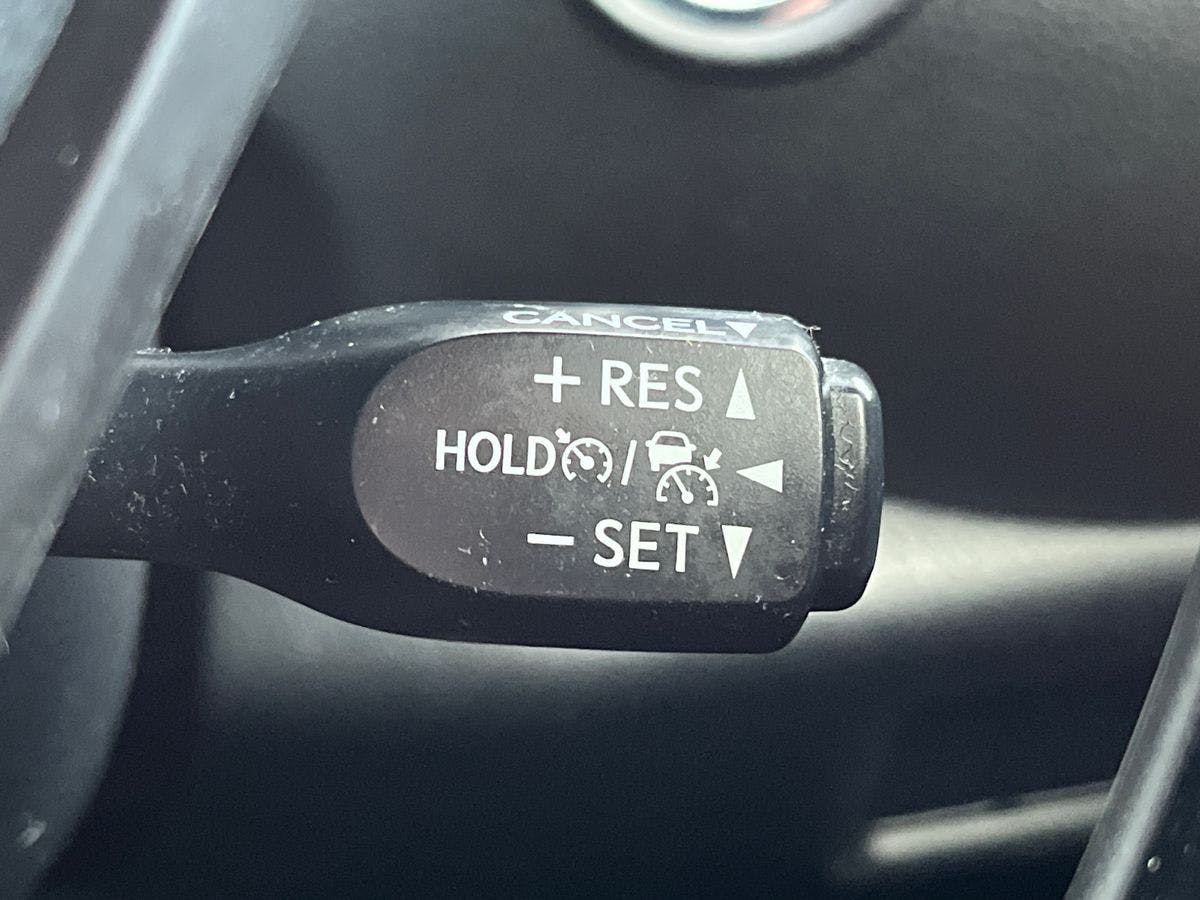 CANCEL▼
+ RES ▲
HOLD / ◀
− SET ▼